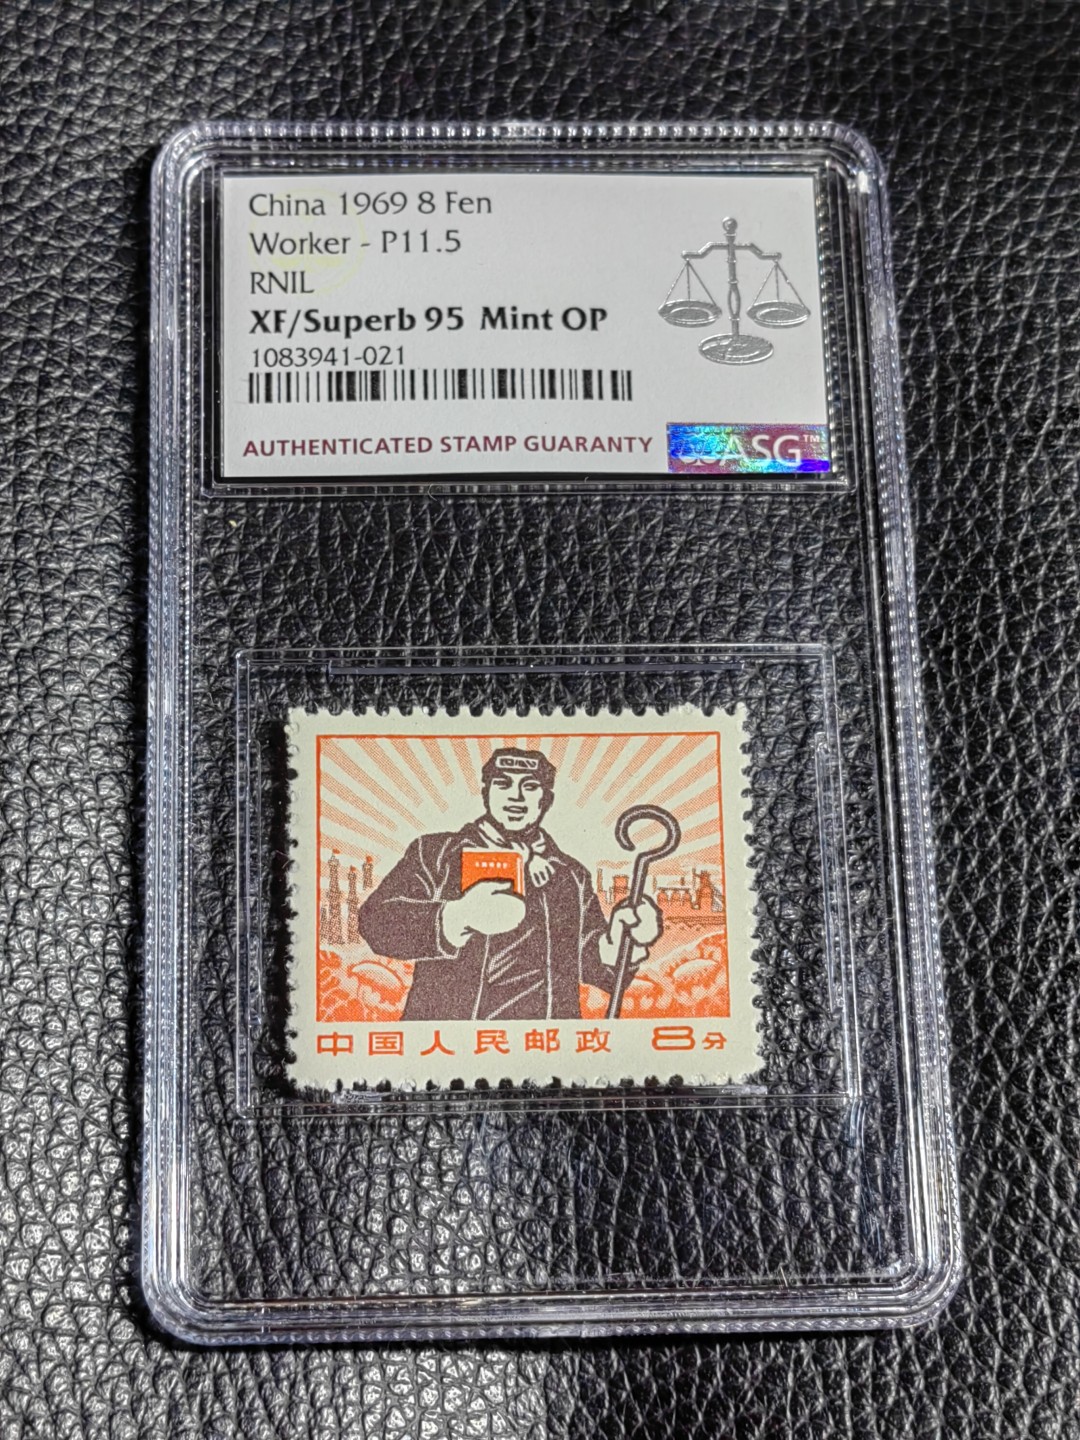 China 1969 8 Fen
Worker - P11.5
RNIL
XF/Superb 95 Mint OP
1083941-021
AUTHENTICATED STAMP GUARANTY
ASG™
中国人民邮政 8分